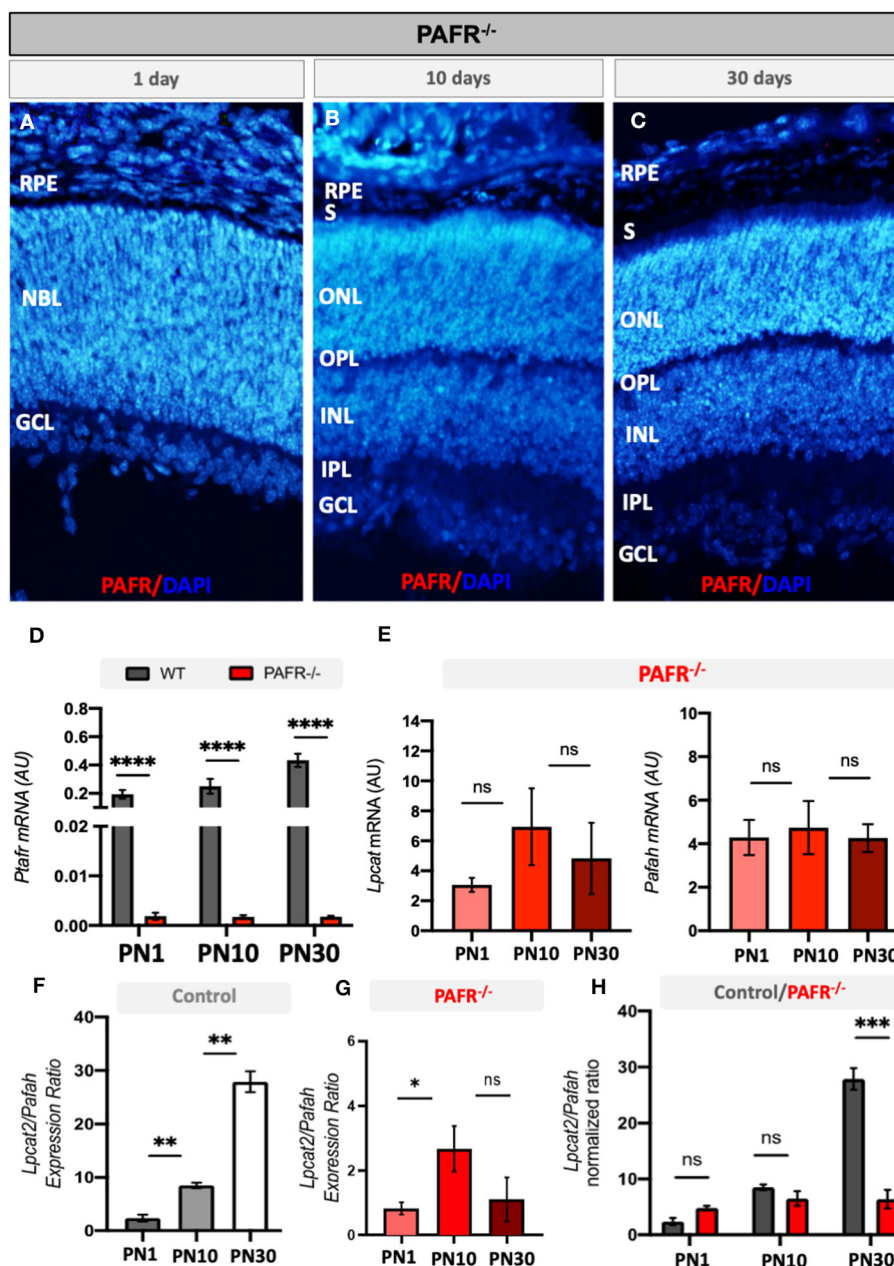 PAFR-/-
1 day
10 days
30 days
A
RPE
NBL
GCL
PAFR/DAPI
B
RPE
S
ONL
OPL
INL
IPL
GCL
PAFR/DAPI
C
RPE
S
ONL
OPL
INL
IPL
GCL
PAFR/DAPI
D
WT PAFR-/-
Ptafr mRNA (AU)
0.8
0.6
0.4
0.2
0.02
0.01
0.00
****
****
****
PN1 PN10 PN30
E
PAFR-/-
Lpcat mRNA (AU)
14
12
10
8
6
4
2
0
ns
ns
PN1 PN10 PN30
Pafah mRNA (AU)
10
8
6
4
2
0
ns
ns
PN1 PN10 PN30
F
Control
Lpcat2/Pafah
Expression Ratio
40
30
20
10
0
**
**
PN1 PN10 PN30
G
PAFR-/-
Lpcat2/Pafah
Expression Ratio
6
4
2
0
*
ns
PN1 PN10 PN30
H
Control/PAFR-/-
Lpcat2/Pafah
normalized ratio
40
30
20
10
0
ns
ns
***
PN1 PN10 PN30